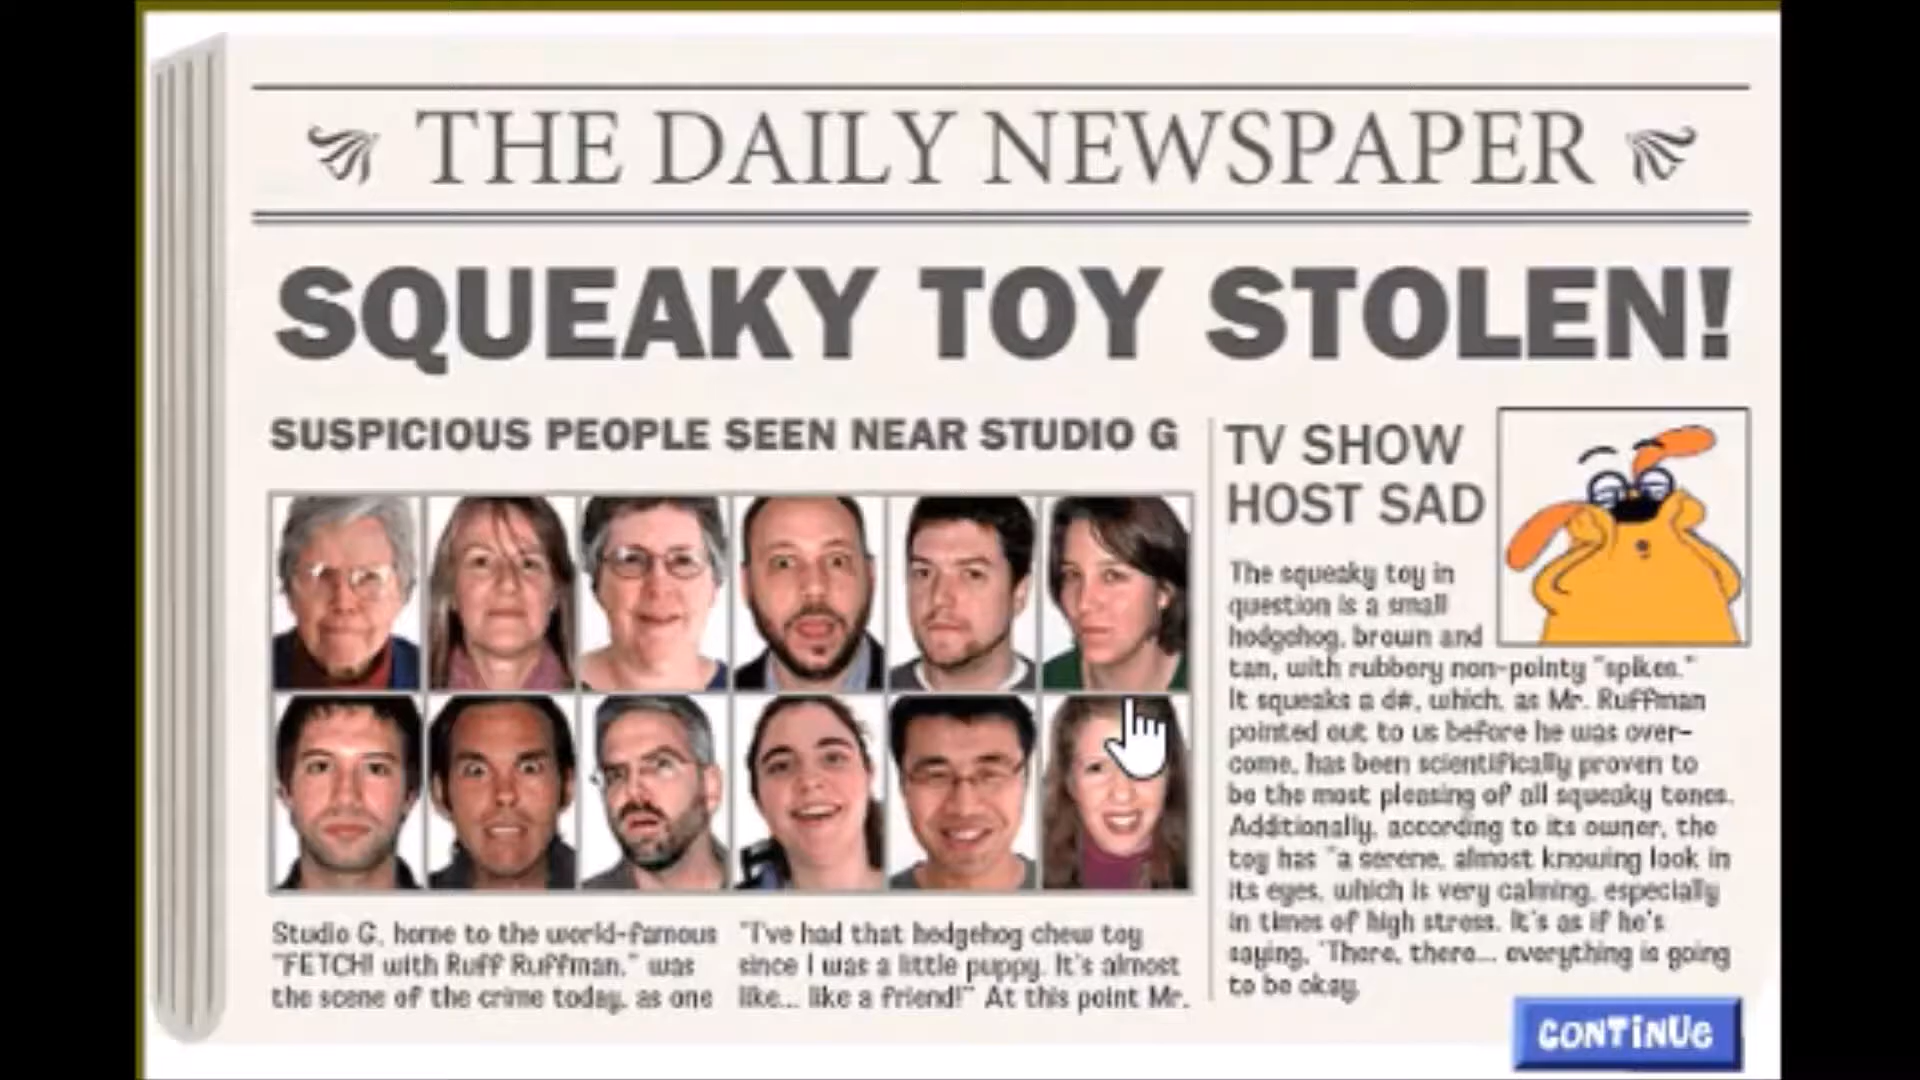 THE DAILY NEWSPAPER
SQUEAKY TOY STOLEN!
SUSPICIOUS PEOPLE SEEN NEAR STUDIO G
Studio G, home to the world-famous
"FETCH! with Ruff Ruffman," was
the scene of the crime today, as one
"I've had that hedgehog chew toy
since I was a little puppy. It's almost
like... like a friend!" At this point Mr.
TV SHOW
HOST SAD
The squeaky toy in
question is a small
hedgehog, brown and
tan, with rubbery non-pointy "spikes."
It squeaks a d#, which, as Mr. Ruffman
pointed out to us before he was over-
come, has been scientifically proven to
be the most pleasing of all squeaky tones.
Additionally, according to its owner, the
toy has "a serene, almost knowing look in
its eyes, which is very calming, especially
in times of high stress. It's as if he's
saying, 'There, there... everything is going
to be okay.
CONTINUE